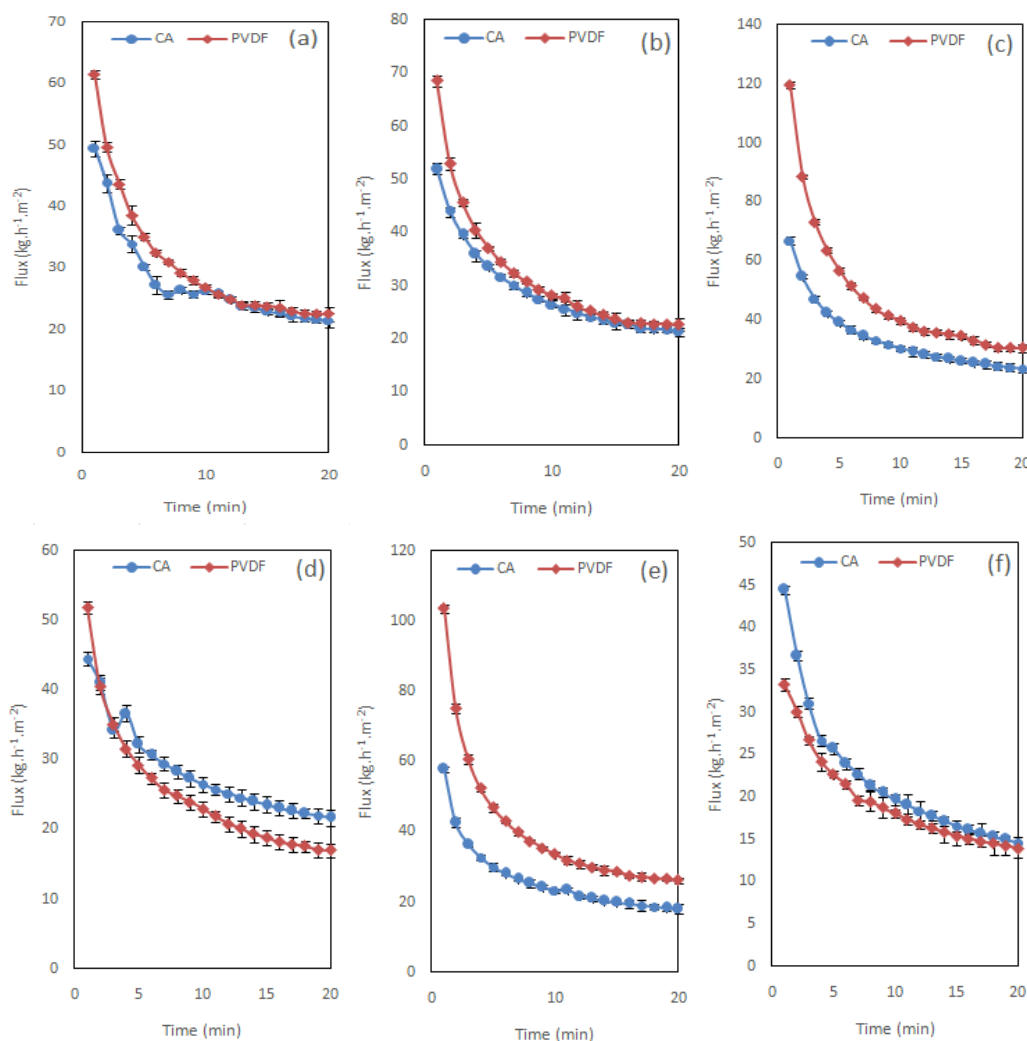 CA PVDF (a)
70
60
50
40
30
20
10
0
Flux (kg.h⁻¹.m⁻²)
0 10 20
Time (min)
CA PVDF (b)
80
70
60
50
40
30
20
10
0
Flux (kg.h⁻¹.m⁻²)
0 10 20
Time (min)
CA PVDF (c)
140
120
100
80
60
40
20
0
Flux (kg.h⁻¹.m⁻²)
0 5 10 15 20
Time (min)
CA PVDF (d)
60
50
40
30
20
10
0
Flux (kg.h⁻¹.m⁻²)
0 5 10 15 20
Time (min)
CA PVDF (e)
120
100
80
60
40
20
0
Flux (kg.h⁻¹.m⁻²)
0 5 10 15 20
Time (min)
CA PVDF (f)
50
45
40
35
30
25
20
15
10
5
0
Flux (kg.h⁻¹.m⁻²)
0 5 10 15 20
Time (min)